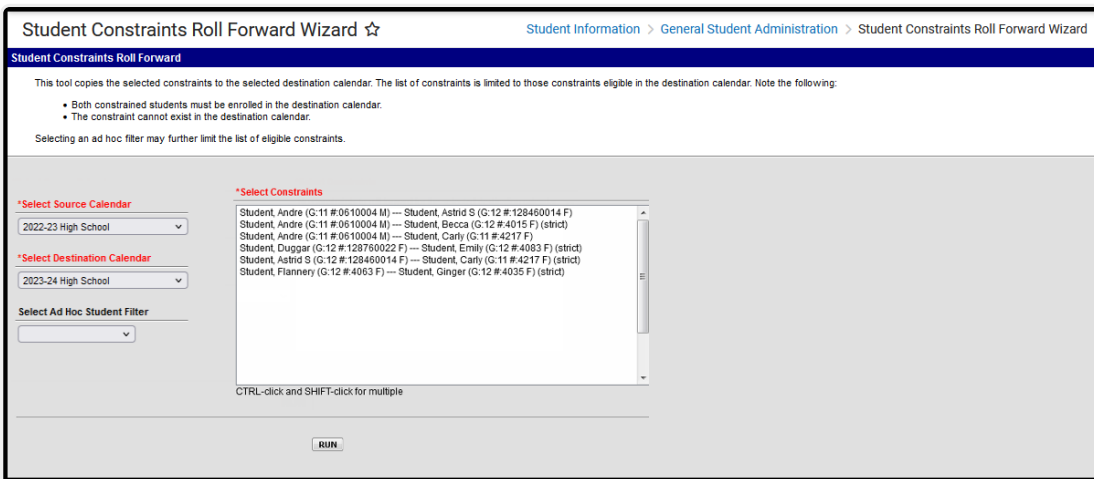 Student Constraints Roll Forward Wizard ☆
Student Information > General Student Administration > Student Constraints Roll Forward Wizard
Student Constraints Roll Forward
This tool copies the selected constraints to the selected destination calendar. The list of constraints is limited to those constraints eligible in the destination calendar. Note the following:
• Both constrained students must be enrolled in the destination calendar.
• The constraint cannot exist in the destination calendar.
Selecting an ad hoc filter may further limit the list of eligible constraints.
*Select Source Calendar
2022-23 High School
*Select Destination Calendar
2023-24 High School
Select Ad Hoc Student Filter
*Select Constraints
Student, Andre (G:11 #:0610004 M) --- Student, Astrid S (G:12 #:128460014 F)
Student, Andre (G:11 #:0610004 M) --- Student, Becca (G:12 #:4015 F) (strict)
Student, Andre (G:11 #:0610004 M) --- Student, Carly (G:11 #:4217 F)
Student, Duggar (G:12 #:128760022 F) --- Student, Emily (G:12 #:4083 F) (strict)
Student, Astrid S (G:12 #:128460014 F) --- Student, Carly (G:11 #:4217 F) (strict)
Student, Flannery (G:12 #:4063 F) --- Student, Ginger (G:12 #:4035 F) (strict)
CTRL-click and SHIFT-click for multiple
RUN